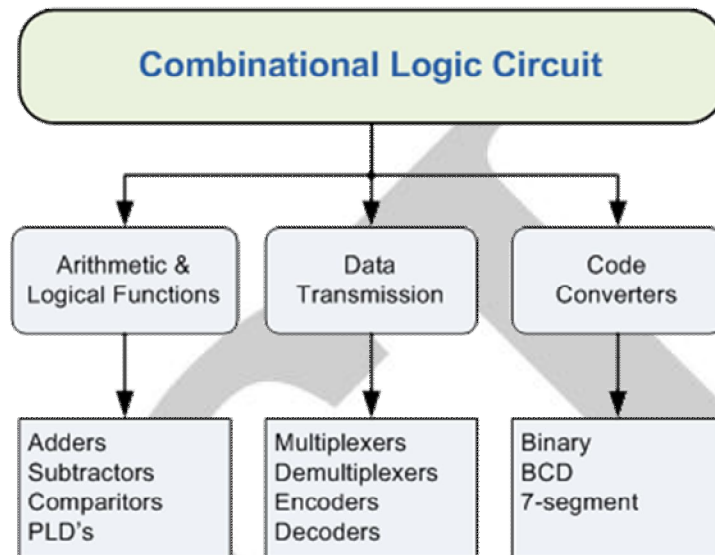 Combinational Logic Circuit
Arithmetic &
Logical Functions
Data
Transmission
Code
Converters
Adders
Subtractors
Comparitors
PLD's
Multiplexers
Demultiplexers
Encoders
Decoders
Binary
BCD
7-segment